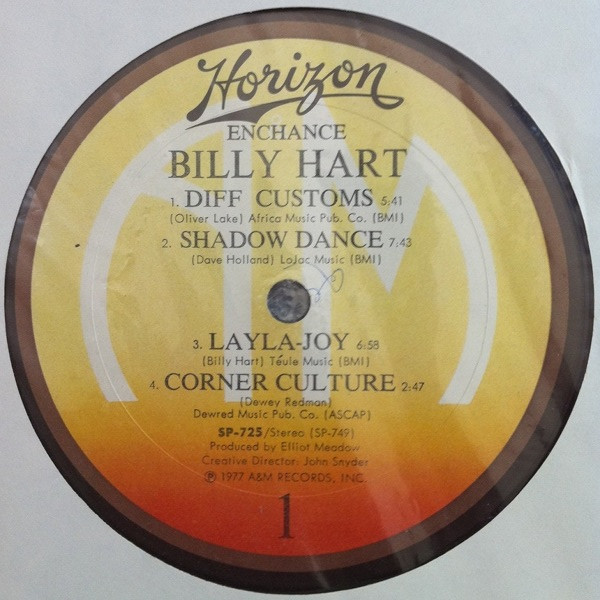 Horizon
ENCHANCE
BILLY HART
1. DIFF CUSTOMS 5:41
(Oliver Lake) Africa Music Pub. Co. (BMI)
2. SHADOW DANCE 7:43
(Dave Holland) LoJac Music (BMI)
3. LAYLA-JOY 6:58
(Billy Hart) Téule Music (BMI)
4. CORNER CULTURE 2:47
(Dewey Redman)
Dewred Music Pub. Co. (ASCAP)
SP-725/Stereo (SP-749)
Produced by Elliot Meadow
Creative Director: John Snyder
℗ 1977 A&M RECORDS, INC.
1